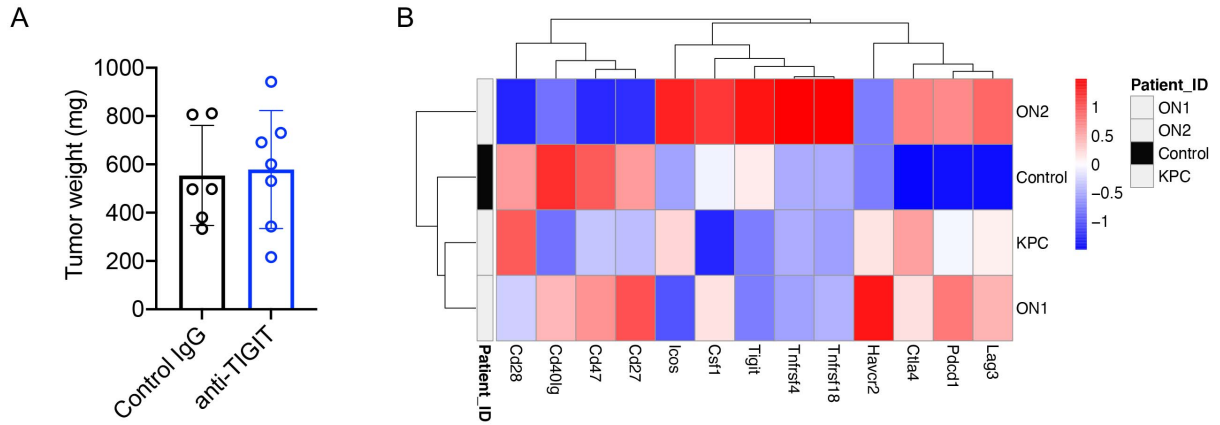 A
Tumor weight (mg)
1000
800
600
400
200
0
Control IgG
anti-TIGIT
B
ON2
Control
KPC
ON1
Patient_ID
Cd28
Cd40lg
Cd47
Cd27
Icos
Csf1
Tigit
Tnfrsf4
Tnfrsf18
Havcr2
Ctla4
Pdcd1
Lag3
1
0.5
0
−0.5
−1
Patient_ID
ON1
ON2
Control
KPC